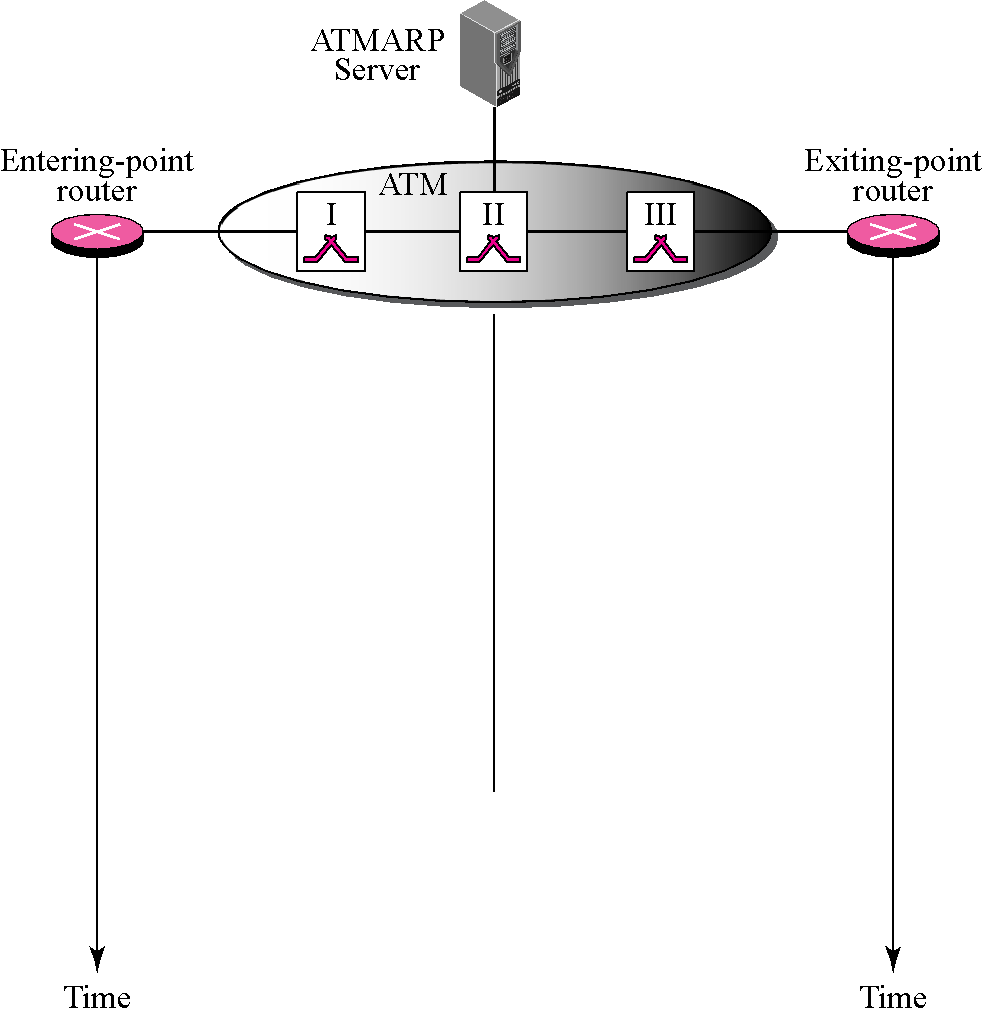 ATMARP
Server
Entering-point
router
Exiting-point
router
ATM
I
II
III
Time
Time